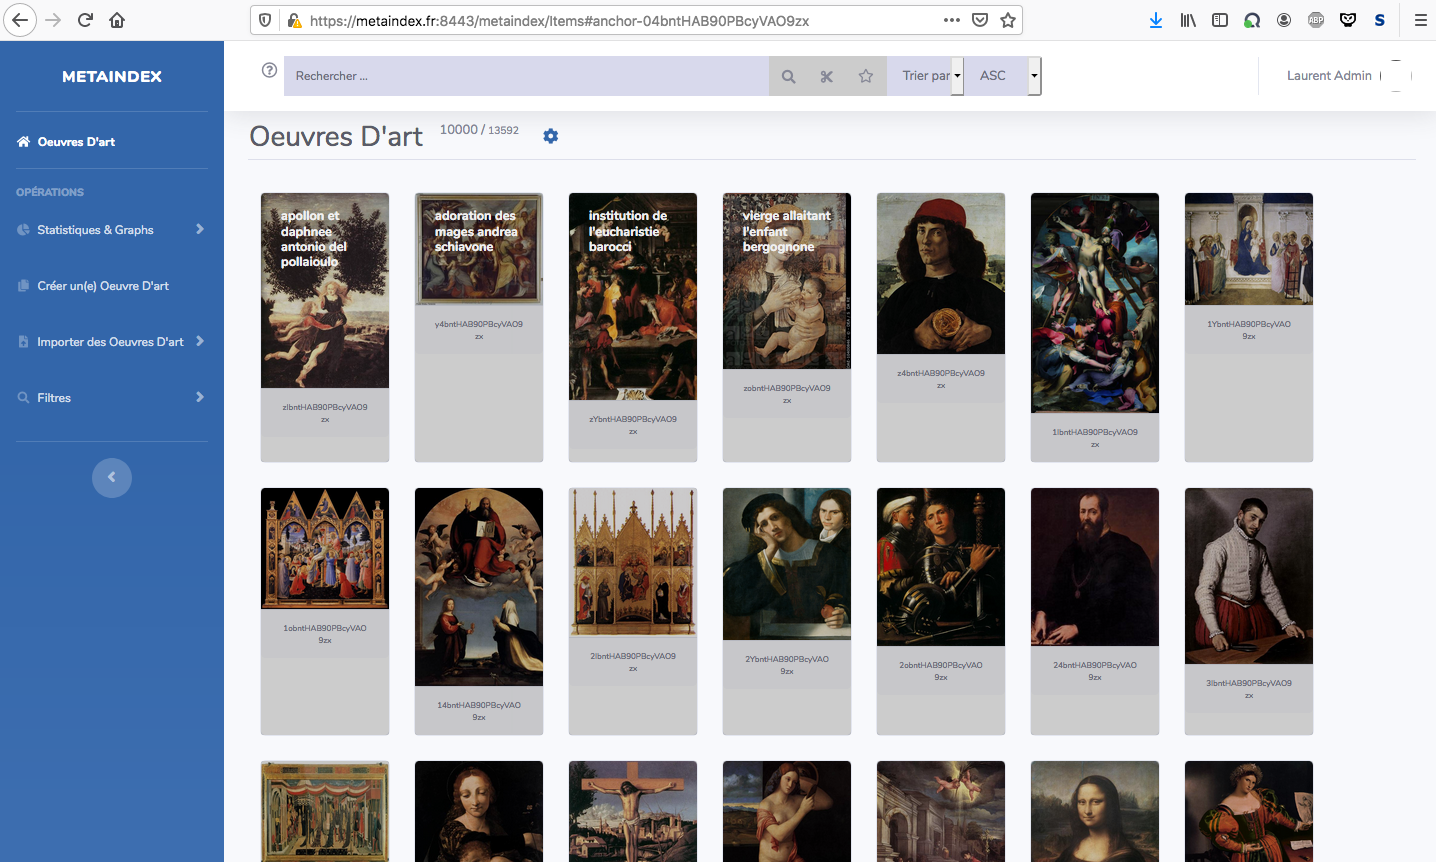 https://metaindex.fr:8443/metaindex/Items#anchor-04bntHAB90PBcyVAO9zx
ABP
S
METAINDEX
Rechercher ...
Trier par
ASC
Laurent Admin
Oeuvres D'art
OPÉRATIONS
Statistiques & Graphs
Créer un(e) Oeuvre D'art
Importer des Oeuvres D'art
Filtres
Oeuvres D'art
10000 / 13592
apollon et
daphnee
antonio del
pollaioulo
zIbntHAB90PBcyVAO9
zx
adoration des
mages andrea
schiavone
y4bntHAB90PBcyVAO9
zx
institution de
l'eucharistie
barocci
zYbntHAB90PBcyVAO9
zx
vierge allaitant
l'enfant
bergognone
zobntHAB90PBcyVAO9
zx
z4bntHAB90PBcyVAO9
zx
1IbntHAB90PBcyVAO9
zx
1YbntHAB90PBcyVAO
9zx
1obntHAB90PBcyVAO
9zx
14bntHAB90PBcyVAO
9zx
2IbntHAB90PBcyVAO9
zx
2YbntHAB90PBcyVAO
9zx
2obntHAB90PBcyVAO
9zx
24bntHAB90PBcyVAO
9zx
3IbntHAB90PBcyVAO9
zx